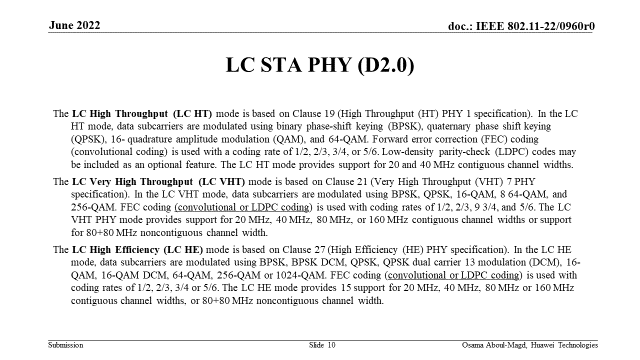 June 2022
doc.: IEEE 802.11-22/0960r0
LC STA PHY (D2.0)
The LC High Throughput (LC HT) mode is based on Clause 19 (High Throughput (HT) PHY 1 specification). In the LC
HT mode, data subcarriers are modulated using binary phase-shift keying (BPSK), quaternary phase shift keying
(QPSK), 16- quadrature amplitude modulation (QAM), and 64-QAM. Forward error correction (FEC) coding
(convolutional coding) is used with a coding rate of 1/2, 2/3, 3/4, or 5/6. Low-density parity-check (LDPC) codes may
be included as an optional feature. The LC HT mode provides support for 20 and 40 MHz contiguous channel widths.
The LC Very High Throughput (LC VHT) mode is based on Clause 21 (Very High Throughput (VHT) 7 PHY
specification). In the LC VHT mode, data subcarriers are modulated using BPSK, QPSK, 16-QAM, 8 64-QAM, and
256-QAM. FEC coding (convolutional or LDPC coding) is used with coding rates of 1/2, 2/3, 9 3/4, and 5/6. The LC
VHT PHY mode provides support for 20 MHz, 40 MHz, 80 MHz, or 160 MHz contiguous channel widths or support
for 80+80 MHz noncontiguous channel width.
The LC High Efficiency (LC HE) mode is based on Clause 27 (High Efficiency (HE) PHY specification). In the LC HE
mode, data subcarriers are modulated using BPSK, BPSK DCM, QPSK, QPSK dual carrier 13 modulation (DCM), 16-
QAM, 16-QAM DCM, 64-QAM, 256-QAM or 1024-QAM. FEC coding (convolutional or LDPC coding) is used with
coding rates of 1/2, 2/3, 3/4 or 5/6. The LC HE mode provides 15 support for 20 MHz, 40 MHz, 80 MHz or 160 MHz
contiguous channel widths, or 80+80 MHz noncontiguous channel width.
Submission
Slide 10
Osama Aboul-Magd, Huawei Technologies